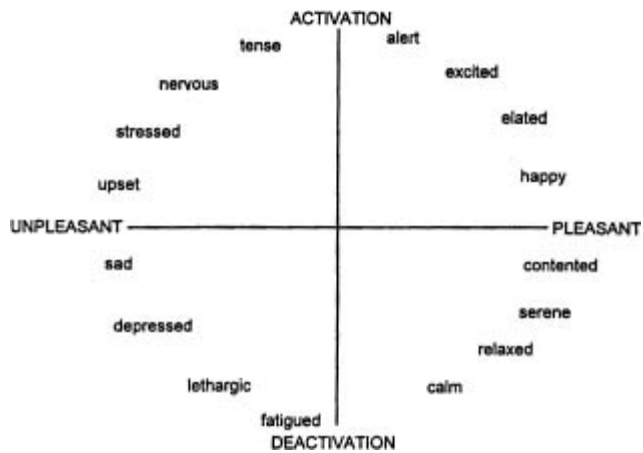 ACTIVATION
tense
alert
nervous
excited
stressed
elated
upset
happy
UNPLEASANT
PLEASANT
sad
contented
depressed
serene
relaxed
lethargic
calm
fatigued
DEACTIVATION